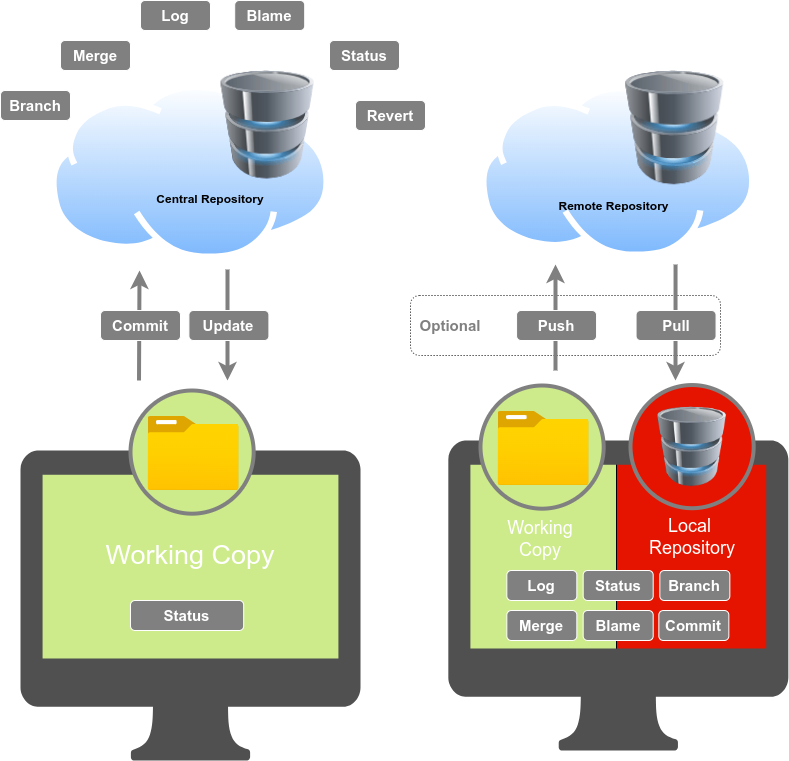 Log
Blame
Merge
Status
Branch
Revert
Central Repository
Commit
Update
Working Copy
Status
Remote Repository
Optional
Push
Pull
Working
Copy
Local
Repository
Log
Status
Branch
Merge
Blame
Commit